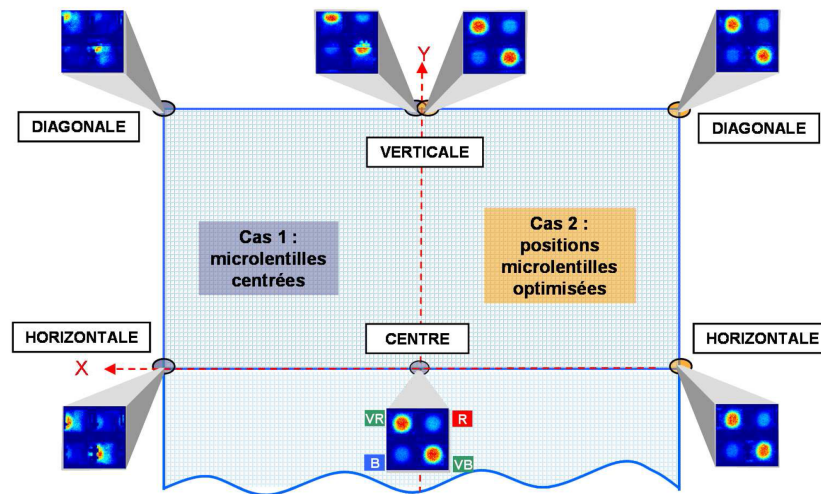 Y
DIAGONALE
VERTICALE
DIAGONALE
Cas 1 :
microlentilles
centrées
Cas 2 :
positions
microlentilles
optimisées
HORIZONTALE
CENTRE
HORIZONTALE
X
VR
R
B
VB